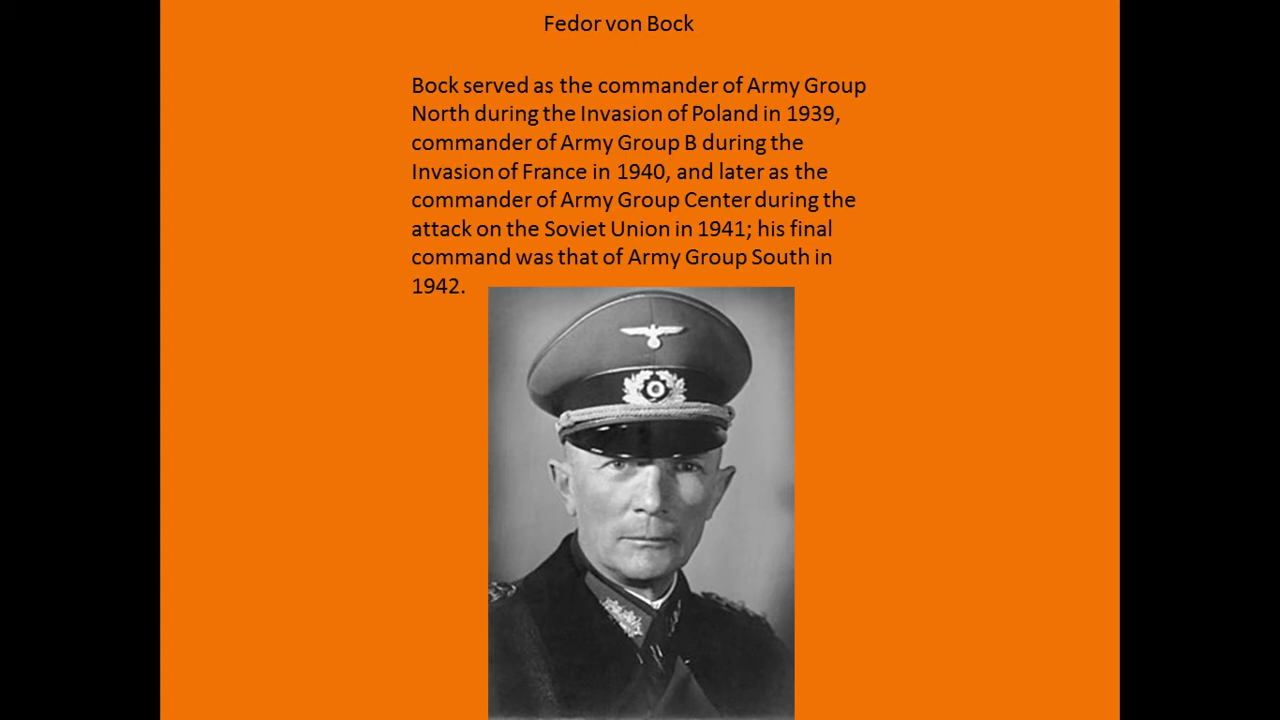 Fedor von Bock
Bock served as the commander of Army Group
North during the Invasion of Poland in 1939,
commander of Army Group B during the
Invasion of France in 1940, and later as the
commander of Army Group Center during the
attack on the Soviet Union in 1941; his final
command was that of Army Group South in
1942.